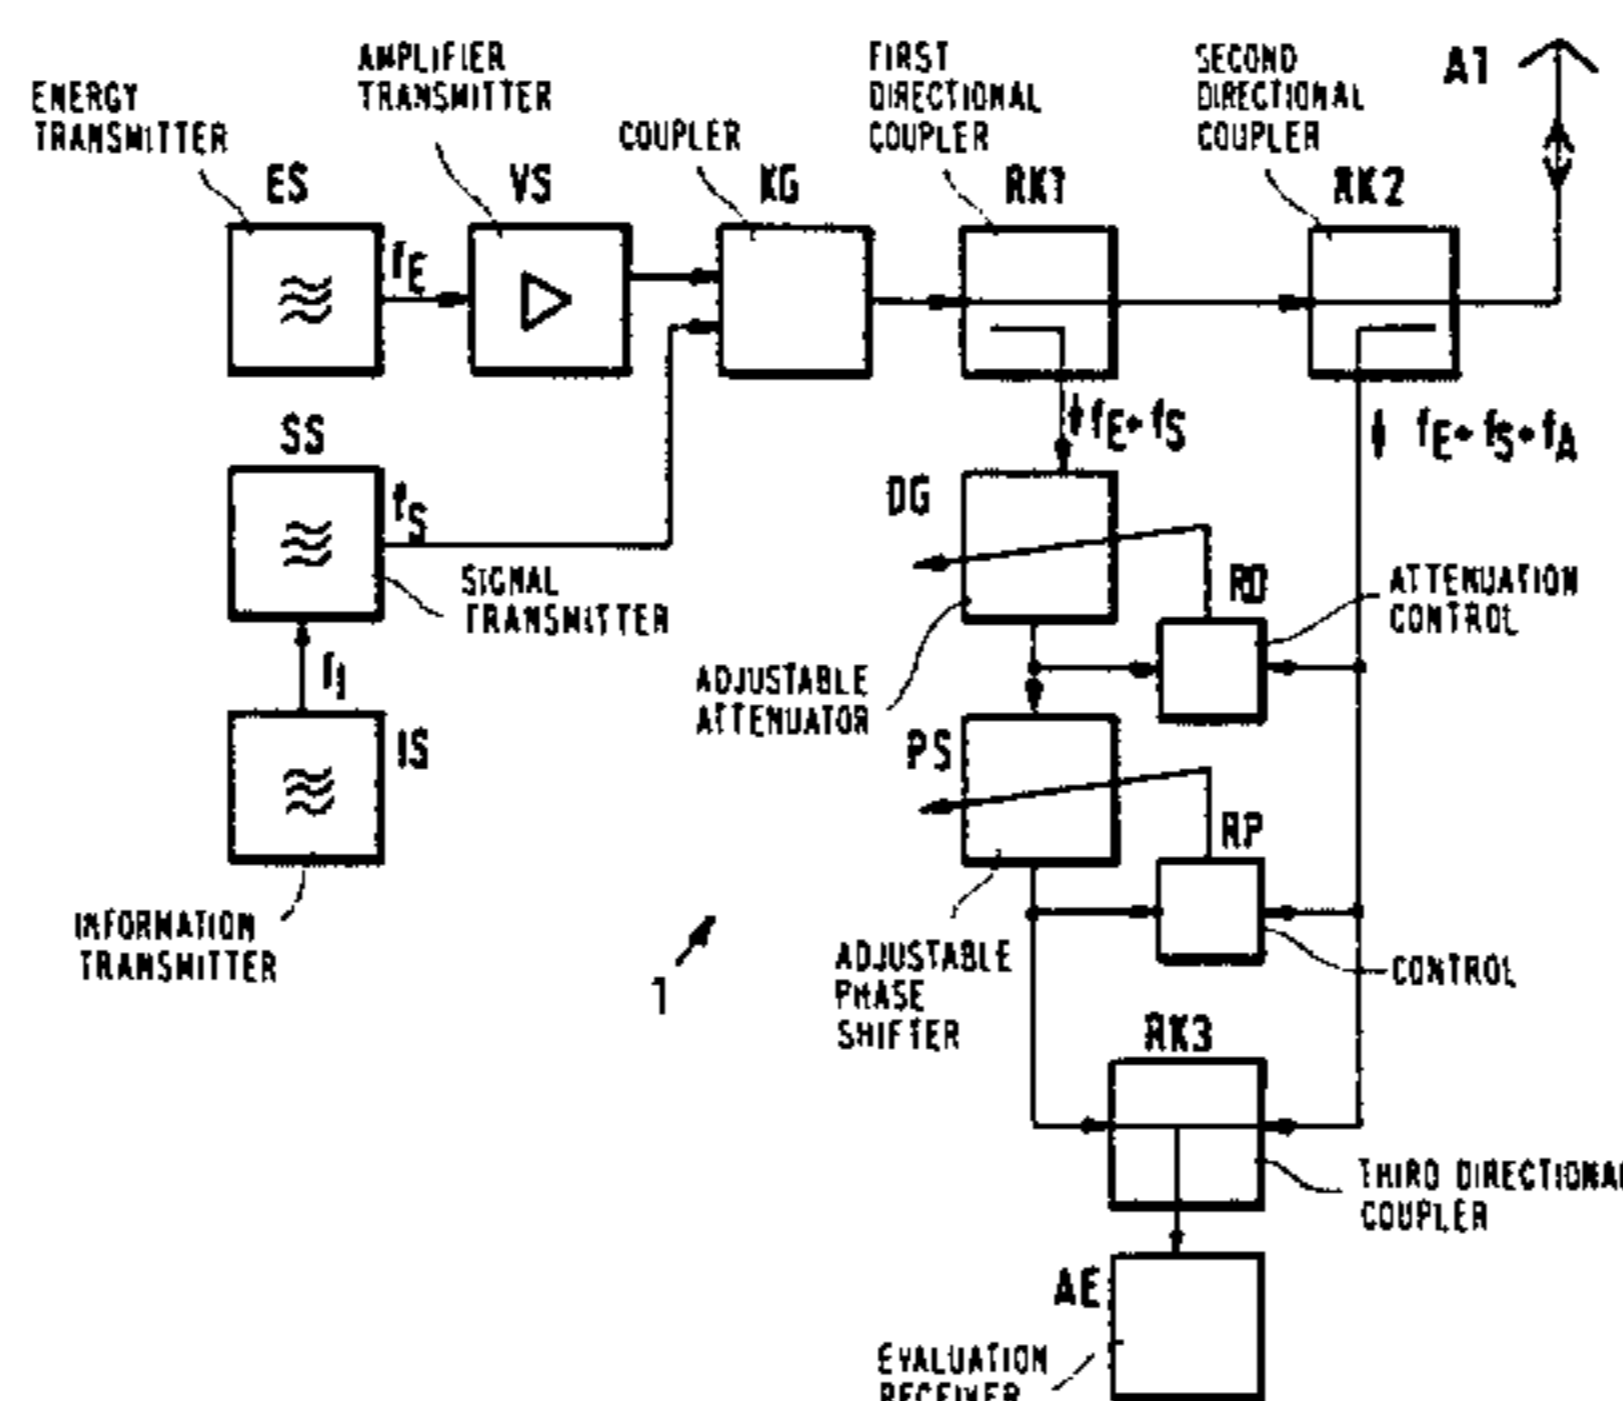 ENERGY
TRANSMITTER
ES
AMPLIFIER
TRANSMITTER
VS
COUPLER
KG
FIRST
DIRECTIONAL
COUPLER
RK1
SECOND
DIRECTIONAL
COUPLER
RK2
A1
fE
fE+fS
fE+fS+fA
SS
fS
SIGNAL
TRANSMITTER
fI
IS
INFORMATION
TRANSMITTER
DG
ADJUSTABLE
ATTENUATOR
RD
ATTENUATION
CONTROL
PS
ADJUSTABLE
PHASE
SHIFTER
RP
CONTROL
1
RK3
THIRD DIRECTIONAL
COUPLER
AE
EVALUATION
RECEIVER